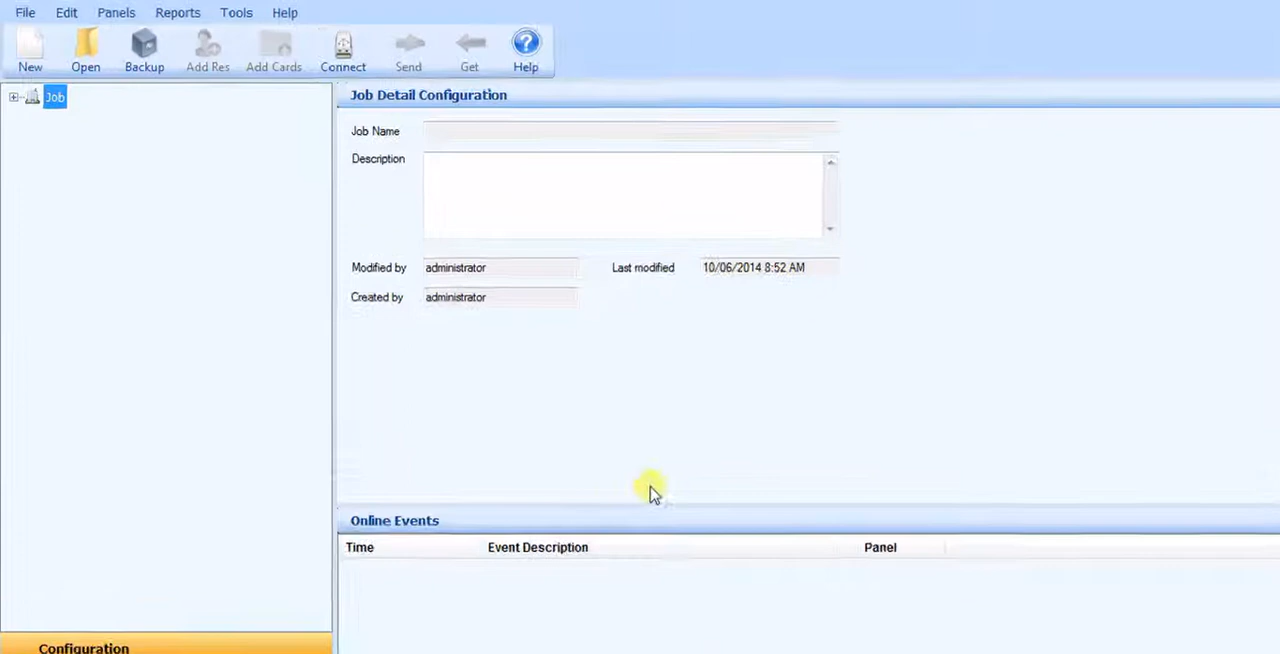 File Edit Panels Reports Tools Help
New Open Backup Add Res Add Cards Connect Send Get Help
Job
Job Detail Configuration
Job Name
Description
Modified by administrator Last modified 10/06/2014 8:52 AM
Created by administrator
Online Events
Time Event Description Panel
Configuration